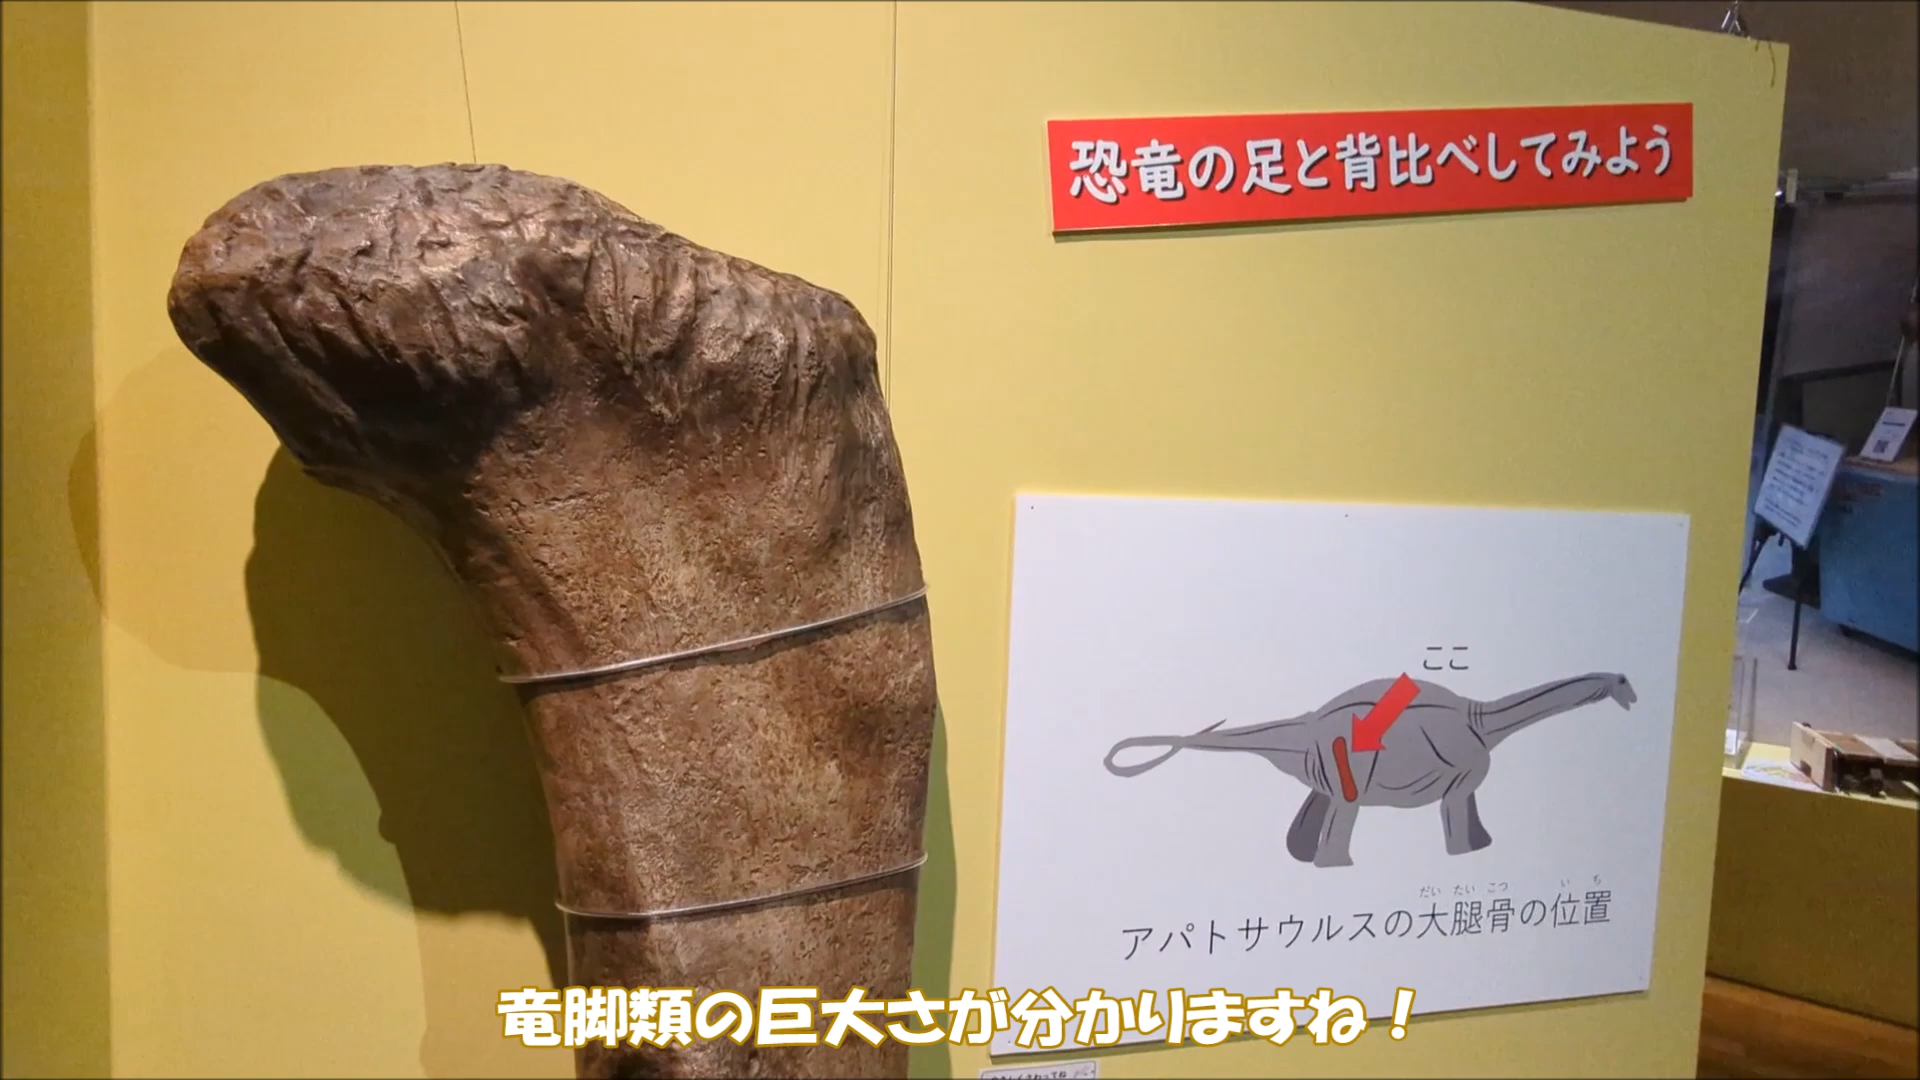 恐竜の足と背比べしてみよう
ここ
だいたいこつ いち
アパトサウルスの大腿骨の位置
竜脚類の巨大さが分かりますね！